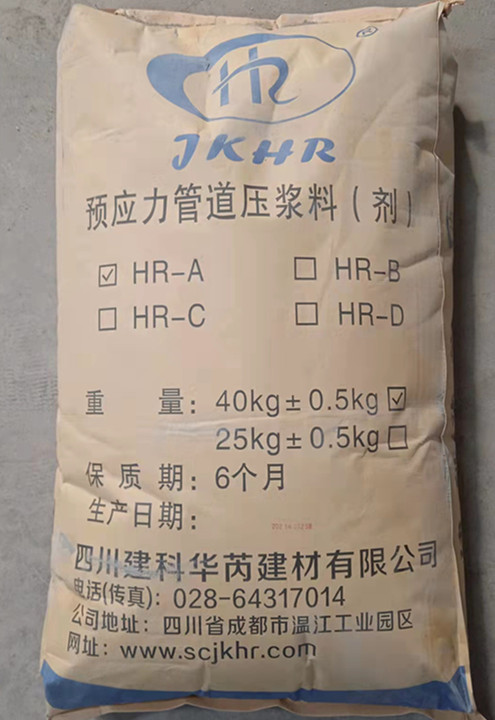 HR®
JKHR
预应力管道压浆料(剂)
☑ HR-A ☐ HR-B
☐ HR-C ☐ HR-D
重 量: 40kg±0.5kg ☑
25kg±0.5kg ☐
保质期: 6个月
生产日期:
四川建科华芮建材有限公司
电话(传真): 028-64317014
公司地址: 四川省成都市温江工业园区
网址: www.scjkhr.com